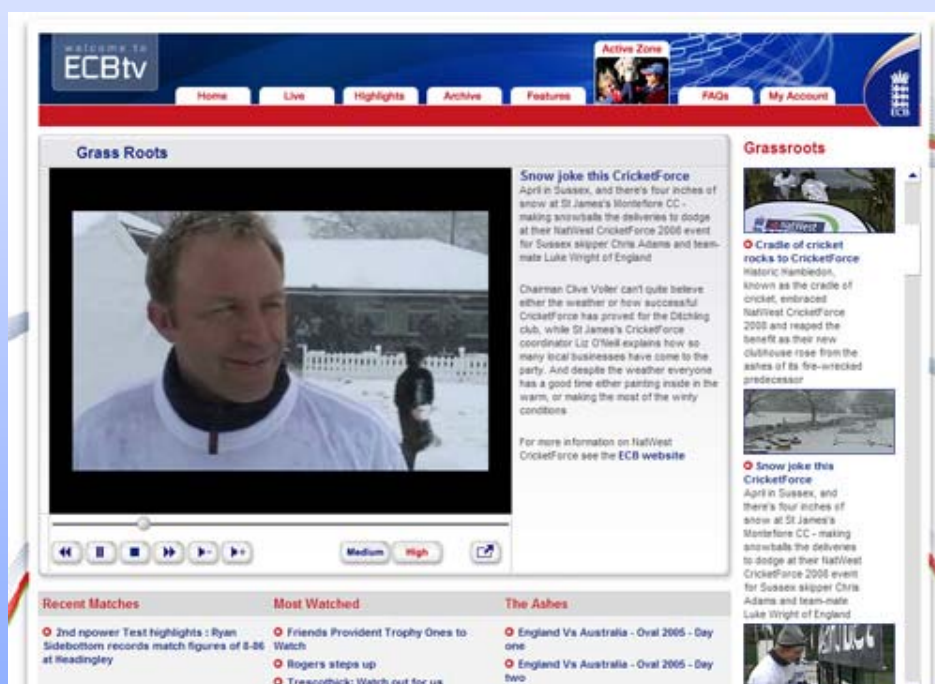 welcome to
ECBtv
Active Zone
Home
Live
Highlights
Archive
Features
FAQs
My Account
ECB
Grass Roots
Snow joke this CricketForce
April in Sussex, and there's four inches of
snow at St James's Montefiore CC -
making snowballs the deliveries to dodge
at their NatWest CricketForce 2008 event
for Sussex skipper Chris Adams and team-
mate Luke Wright of England
Chairman Clive Voller can't quite believe
either the weather or how successful
CricketForce has proved for the Ditchling
club, while St James's CricketForce
coordinator Liz O'Neill explains how so
many local businesses have come to the
party. And despite the weather everyone
has a good time either painting inside in the
warm, or making the most of the winty
conditions
For more information on NatWest
CricketForce see the ECB website
Medium
High
Grassroots
NatWest
Cradle of cricket
rocks to CricketForce
Historic Hambledon,
known as the cradle of
cricket, embraced
NatWest CricketForce
2008 and reaped the
benefit as their new
clubhouse rose from the
ashes of its fire-wrecked
predecessor
Snow joke this
CricketForce
April in Sussex, and
there's four inches of
snow at St James's
Montefiore CC - making
snowballs the deliveries
to dodge at their NatWest
CricketForce 2008 event
for Sussex skipper Chris
Adams and team-mate
Luke Wright of England
Recent Matches
2nd npower Test highlights : Ryan
Sidebottom records match figures of 8-86
at Headingley
Most Watched
Friends Provident Trophy Ones to
Watch
Rogers steps up
Trescothick: Watch out for us
The Ashes
England Vs Australia - Oval 2005 - Day
one
England Vs Australia - Oval 2005 - Day
two